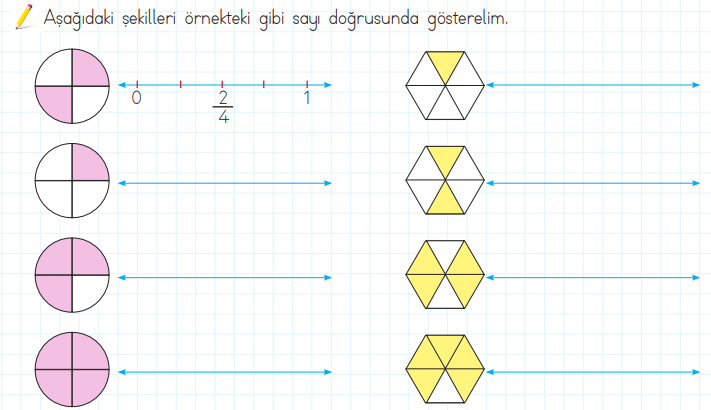 Aşağıdaki şekilleri örnekteki gibi sayı doğrusunda gösterelim.
0 2/4 1